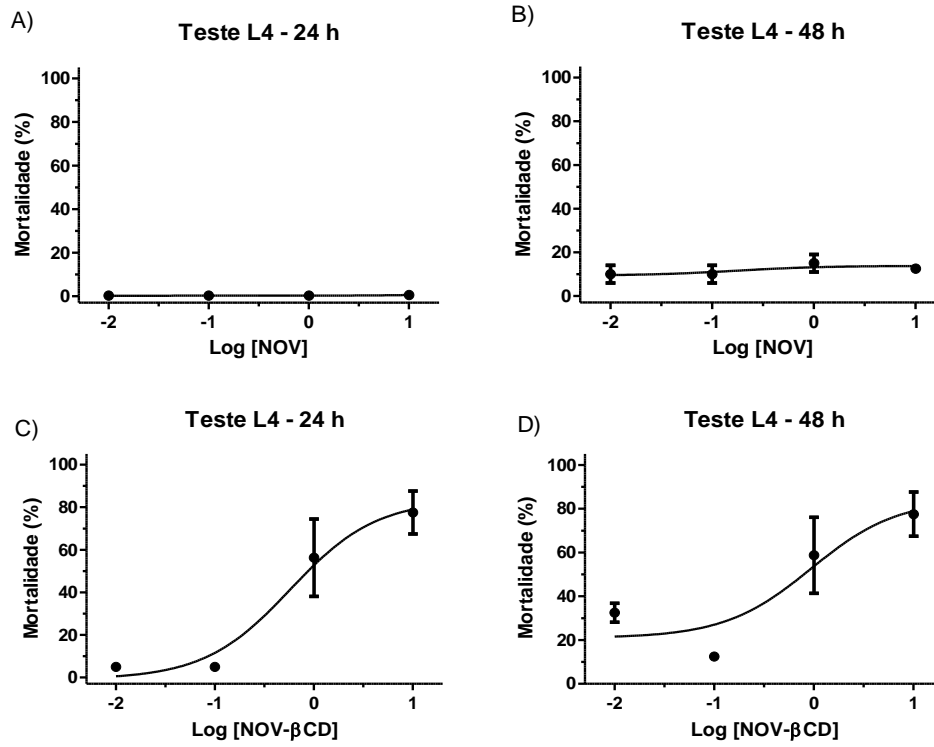 A)
Teste L4 - 24 h
Mortalidade (%)
100
80
60
40
20
0
-2 -1 0 1
Log [NOV]
B)
Teste L4 - 48 h
Mortalidade (%)
100
80
60
40
20
0
-2 -1 0 1
Log [NOV]
C)
Teste L4 - 24 h
Mortalidade (%)
100
80
60
40
20
0
-2 -1 0 1
Log [NOV-βCD]
D)
Teste L4 - 48 h
Mortalidade (%)
100
80
60
40
20
0
-2 -1 0 1
Log [NOV-βCD]